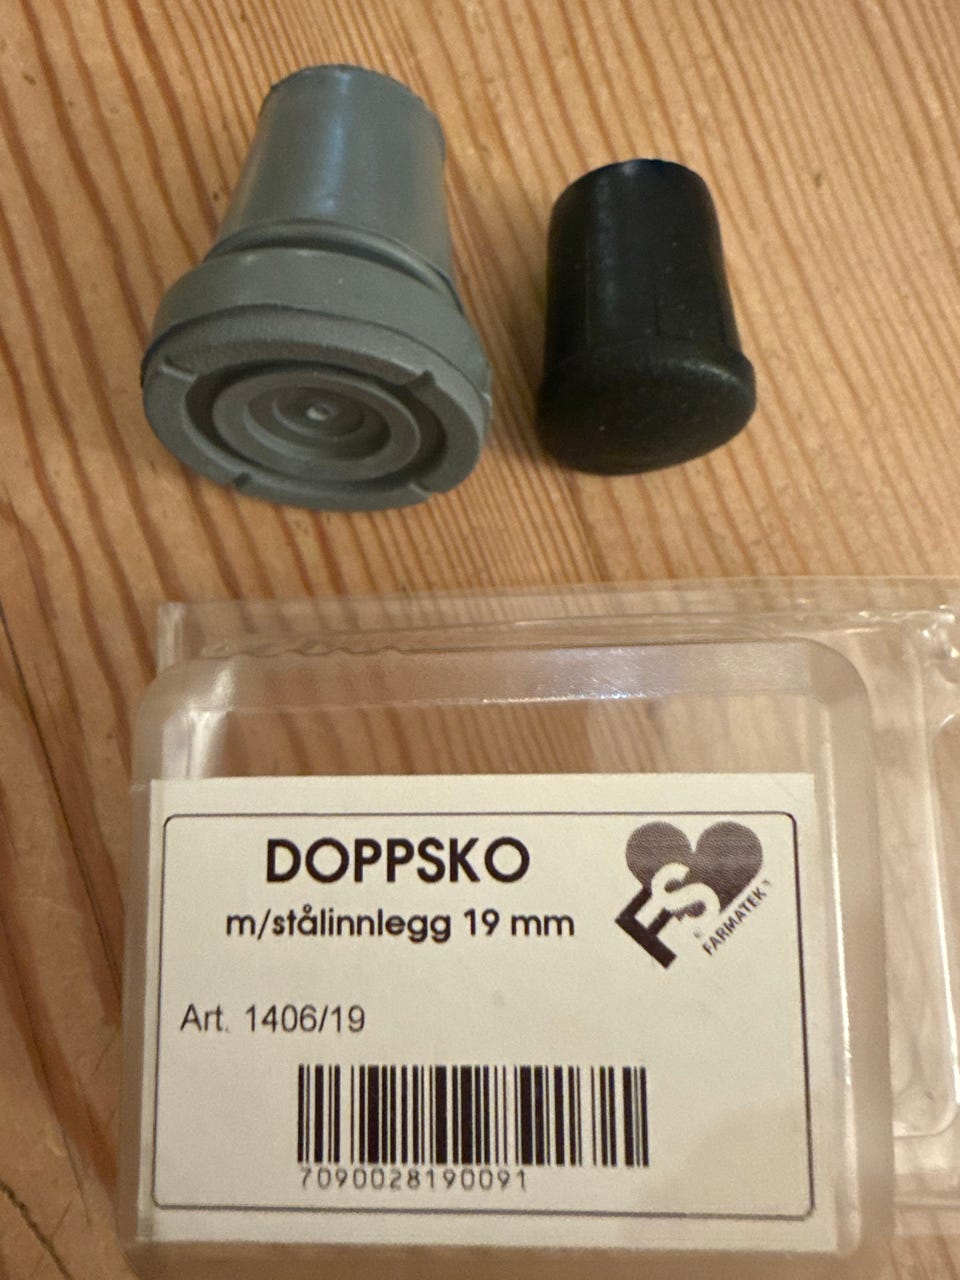 DOPPSKO
m/stålinnlegg 19 mm
FS
FARMATEK
Art. 1406/19
7090028190091